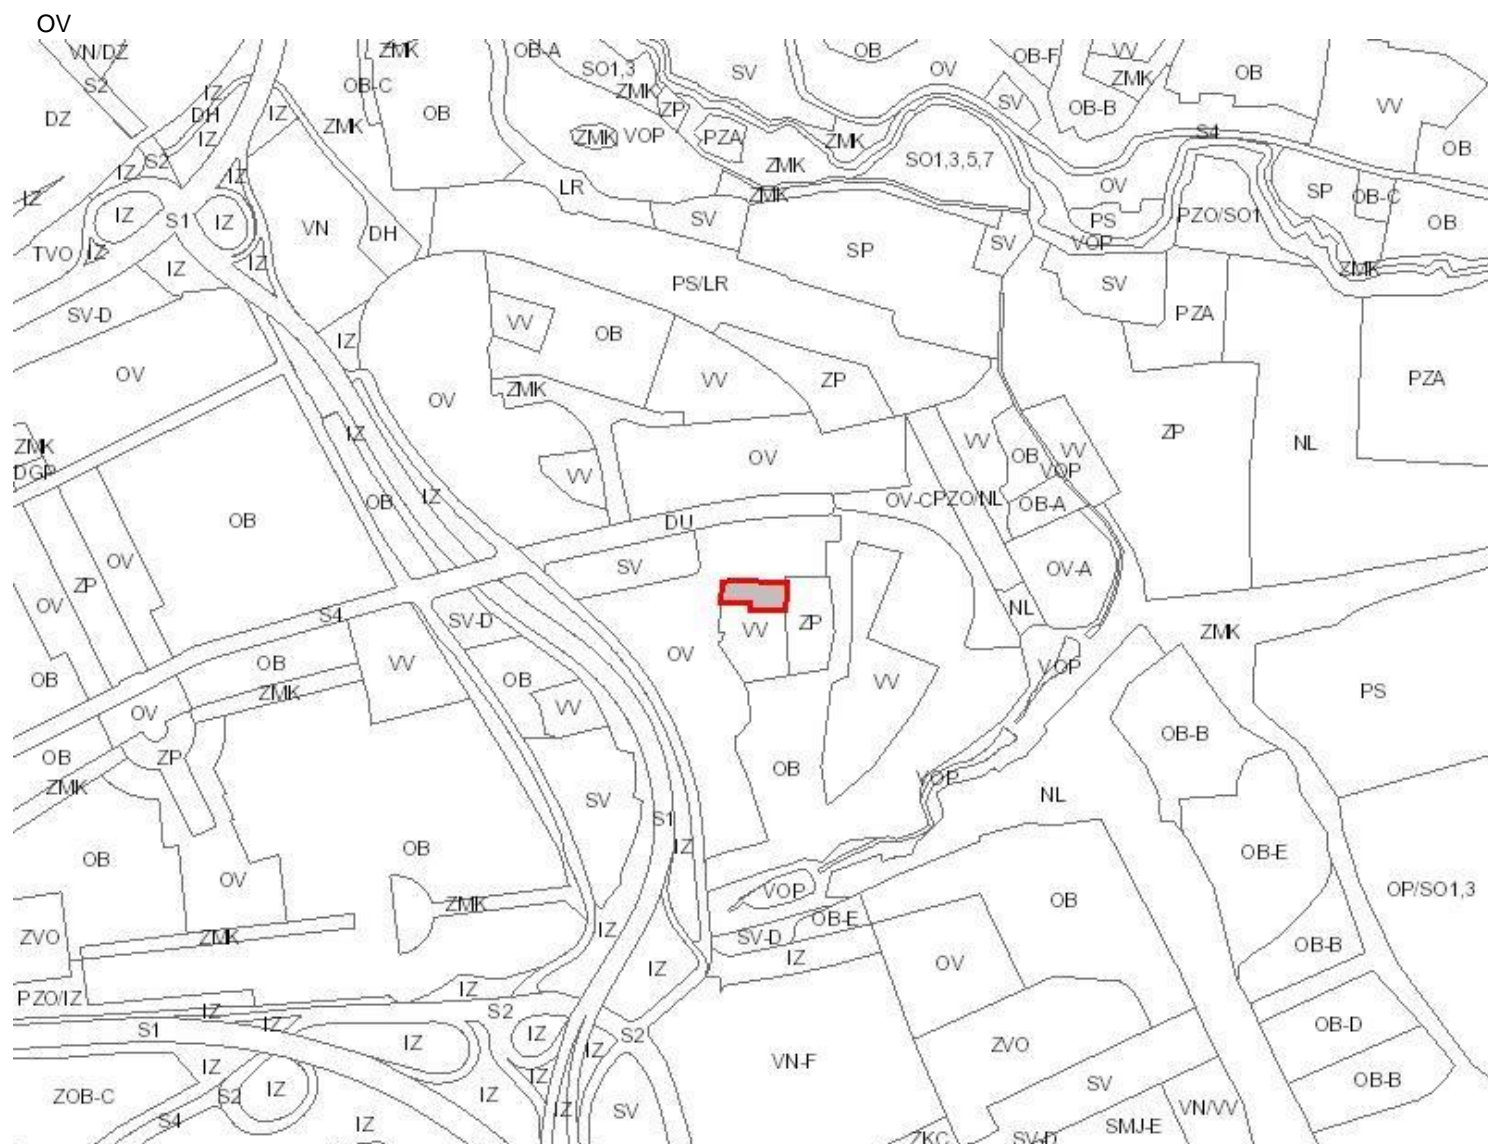 OV
VN/DZ
ZMK
OB-A
OB
OB-F
VV
S2
IZ
OB-C
SO1,3
SV
OV
ZMK
OB
DZ
DH
IZ
OB
ZMK
ZP
SV
OB-B
VV
IZ
ZMK
ZMK
VOP
PZA
ZMK
S4
OB
IZ
S2
IZ
ZMK
SO1,3,5,7
IZ
IZ
S1
IZ
VN
DH
LR
SV
ZMK
OV
PS
PZO/SO1
SP
OB-C
OB
TVO
IZ
IZ
IZ
SP
SV
VOP
ZMK
SV-D
PS/LR
SV
PZA
IZ
VV
OB
OV
OV
ZMK
VV
ZP
PZA
ZMK
DGP
IZ
OV
VV
OB
VV
VOP
ZP
NL
OB
OB
IZ
VV
DU
OV-C
PZO/NL
OB-A
OV
ZP
OV
SV
OV-A
S4
SV-D
VV
ZP
NL
ZMK
OB
OB
ZMK
VV
OB
VV
OV
VV
VOP
PS
OV
OB
ZMK
ZP
SV
OB
VOP
NL
OB-B
OB
OV
OB
S1
IZ
OB-E
OP/SO1,3
ZVO
ZMK
ZMK
IZ
VOP
OB-E
SV-D
IZ
OB
OB-B
PZO/IZ
IZ
IZ
IZ
OV
S1
IZ
IZ
S2
IZ
IZ
S2
VN-F
ZVO
OB-D
ZOB-C
IZ
S2
IZ
S4
IZ
IZ
IZ
IZ
SV
SV
OB-B
ZKC
SV-D
SMJ-E
VN/VV